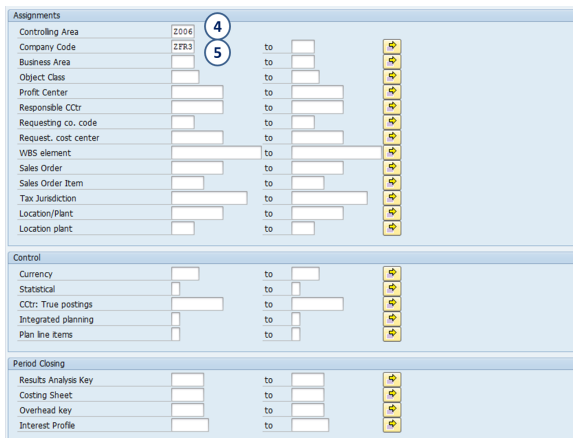 Assignments
Controlling Area Z006 4
Company Code ZFR3 5 to
Business Area to
Object Class to
Profit Center to
Responsible CCtr to
Requesting co. code to
Request. cost center to
WBS element to
Sales Order to
Sales Order Item to
Tax Jurisdiction to
Location/Plant to
Location plant to
Control
Currency to
Statistical to
CCtr: True postings to
Integrated planning to
Plan line items to
Period Closing
Results Analysis Key to
Costing Sheet to
Overhead key to
Interest Profile to